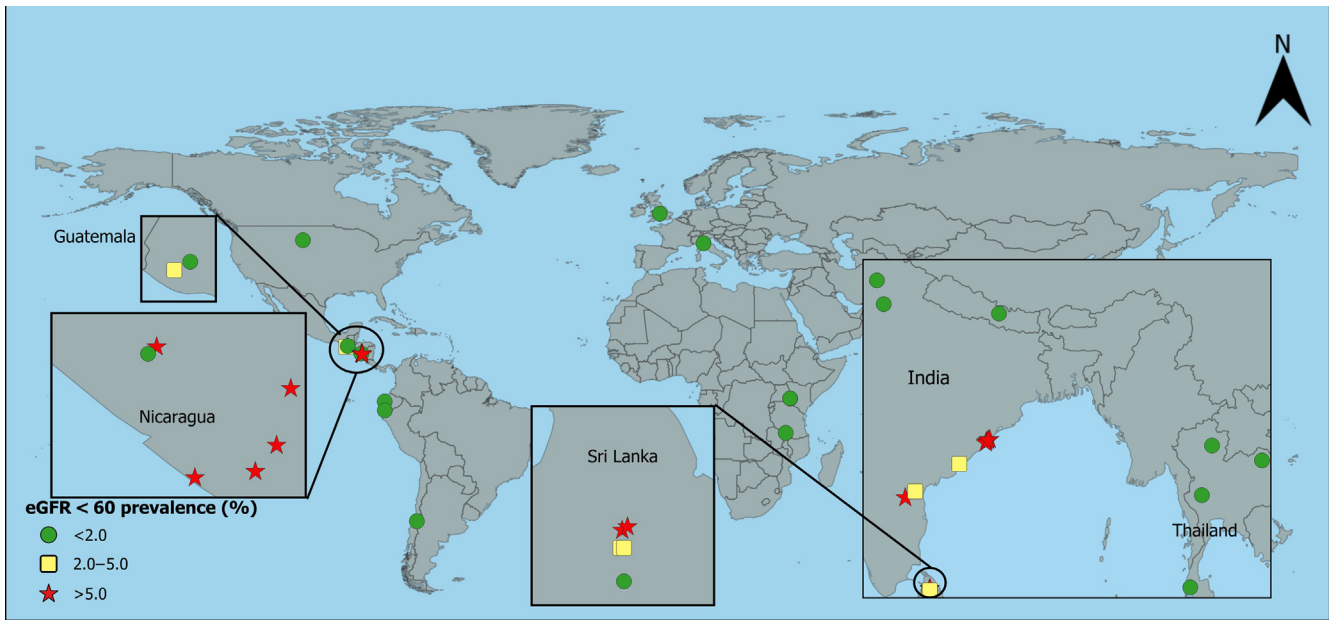 N
Guatemala
India
Nicaragua
Sri Lanka
Thailand
eGFR < 60 prevalence (%)
<2.0
2.0–5.0
>5.0